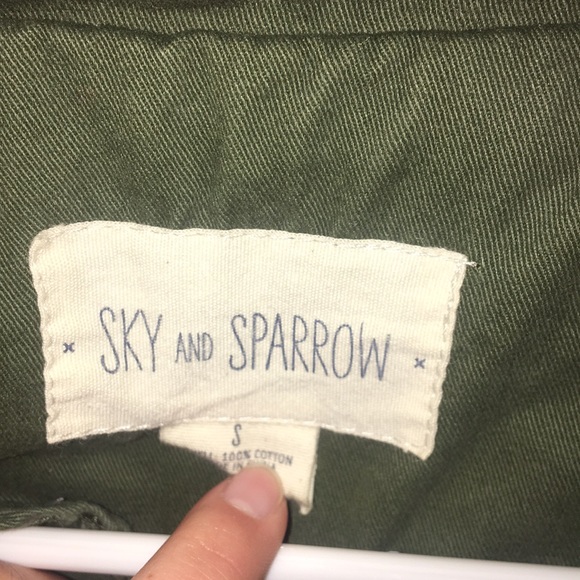 × SKY AND SPARROW ×
S
100% COTTON